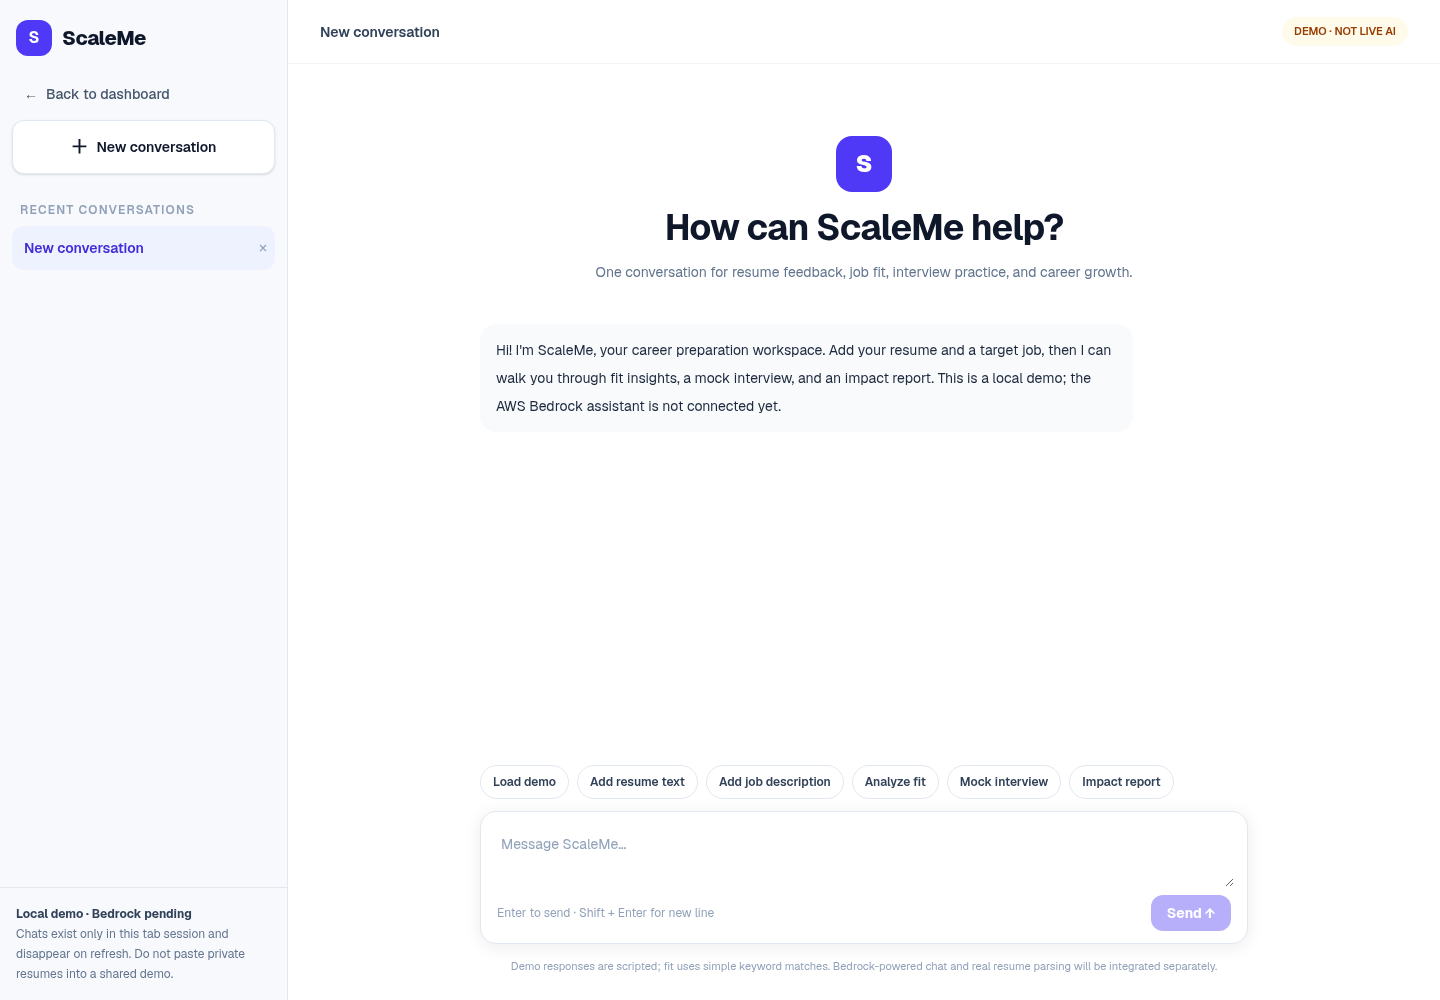 S ScaleMe
← Back to dashboard
+ New conversation
RECENT CONVERSATIONS
New conversation ×
Local demo · Bedrock pending
Chats exist only in this tab session and
disappear on refresh. Do not paste private
resumes into a shared demo.
New conversation
DEMO · NOT LIVE AI
S
How can ScaleMe help?
One conversation for resume feedback, job fit, interview practice, and career growth.
Hi! I'm ScaleMe, your career preparation workspace. Add your resume and a target job, then I can
walk you through fit insights, a mock interview, and an impact report. This is a local demo; the
AWS Bedrock assistant is not connected yet.
Load demo Add resume text Add job description Analyze fit Mock interview Impact report
Message ScaleMe...
Enter to send · Shift + Enter for new line
Send ↑
Demo responses are scripted; fit uses simple keyword matches. Bedrock-powered chat and real resume parsing will be integrated separately.